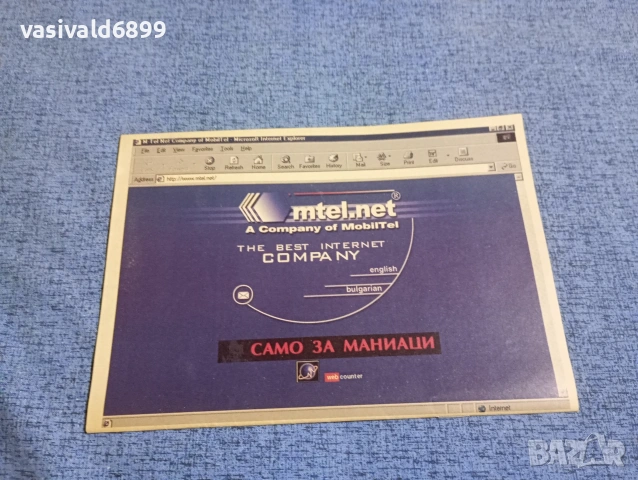 vasivald6899
M-Tel Net Company of MobilTel - Microsoft Internet Explorer
File Edit View Favorites Tools Help
Stop Refresh Home Search Favorites History Mail Size Print Edit Discuss
Address http://www.mtel.net/ Go
mtel.net®
A Company of MobilTel
THE BEST INTERNET
COMPANY
english
bulgarian
САМО ЗА МАНИАЦИ
web counter
Internet
BAZAR